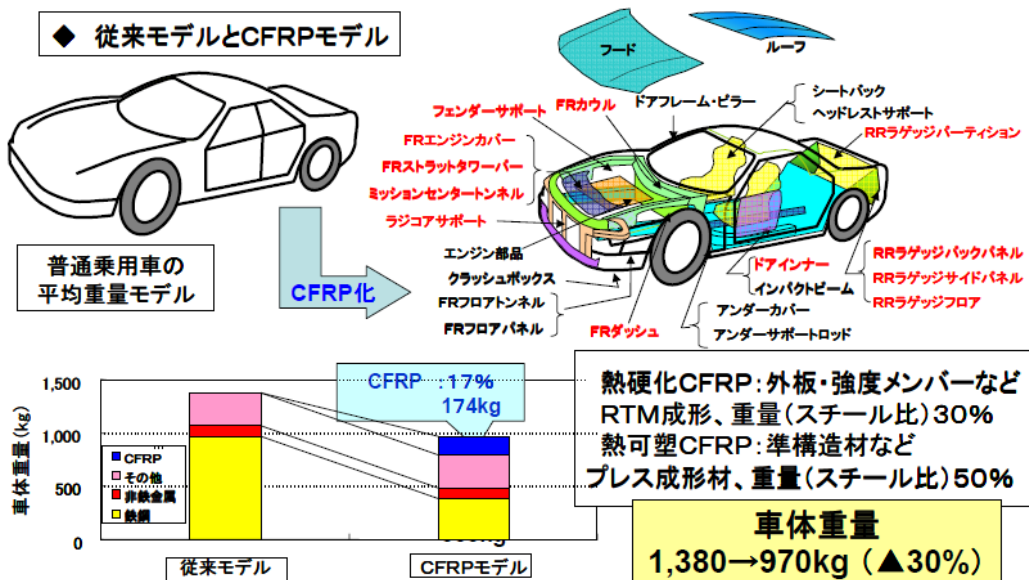 ◆ 従来モデルとCFRPモデル
フード
ルーフ
シートバック
ヘッドレストサポート
フェンダーサポート
FRカウル
ドアフレーム・ピラー
RRラゲッジパーティション
FRエンジンカバー
FRストラットタワーバー
ミッションセンタートンネル
ラジコアサポート
エンジン部品
クラッシュボックス
FRフロアトンネル
FRフロアパネル
FRダッシュ
ドアインナー
インパクトビーム
アンダーカバー
アンダーサポートロッド
RRラゲッジバックパネル
RRラゲッジサイドパネル
RRラゲッジフロア
普通乗用車の
平均重量モデル
CFRP化
CFRP :17%
174kg
車体重量(kg)
1,500
1,000
500
0
CFRP
その他
非鉄金属
鉄鋼
従来モデル
CFRPモデル
熱硬化CFRP:外板・強度メンバーなど
RTM成形、重量(スチール比)30%
熱可塑CFRP:準構造材など
プレス成形材、重量(スチール比)50%
車体重量
1,380→970kg (▲30%)